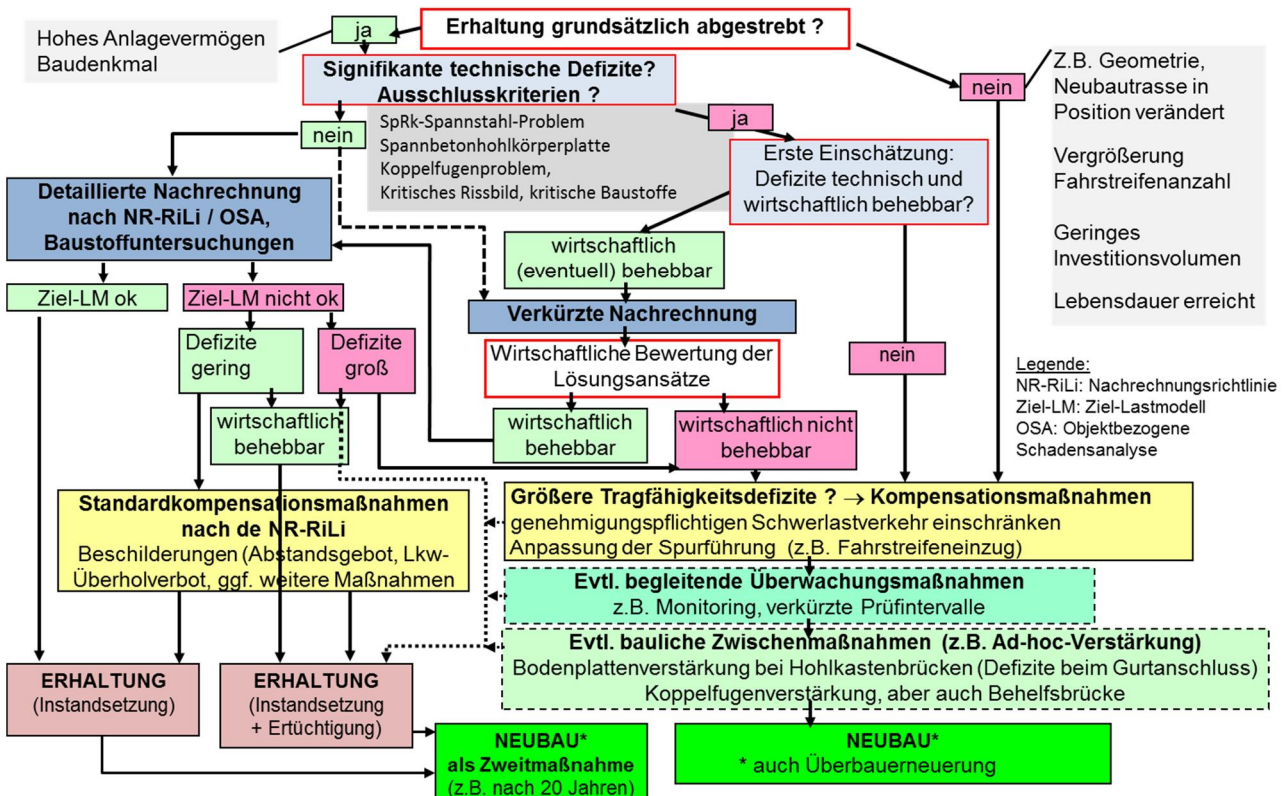 Erhaltung grundsätzlich abgestrebt ?
ja
Hohes Anlagevermögen
Baudenkmal
nein
Z.B. Geometrie,
Neubautrasse in
Position verändert
Vergrößerung
Fahrstreifenanzahl
Geringes
Investitionsvolumen
Lebensdauer erreicht
Signifikante technische Defizite?
Ausschlusskriterien ?
nein
ja
SpRk-Spannstahl-Problem
Spannbetonhohlkörperplatte
Koppelfugenproblem,
Kritisches Rissbild, kritische Baustoffe
Erste Einschätzung:
Defizite technisch und
wirtschaftlich behebbar?
Detaillierte Nachrechnung
nach NR-RiLi / OSA,
Baustoffuntersuchungen
wirtschaftlich
(eventuell) behebbar
Ziel-LM ok
Ziel-LM nicht ok
Verkürzte Nachrechnung
Defizite
gering
Defizite
groß
Wirtschaftliche Bewertung der
Lösungsansätze
nein
Legende:
NR-RiLi: Nachrechnungsrichtlinie
Ziel-LM: Ziel-Lastmodell
OSA: Objektbezogene
Schadensanalyse
wirtschaftlich
behebbar
wirtschaftlich
behebbar
wirtschaftlich nicht
behebbar
Standardkompensationsmaßnahmen
nach de NR-RiLi
Beschilderungen (Abstandsgebot, Lkw-
Überholverbot, ggf. weitere Maßnahmen
Größere Tragfähigkeitsdefizite ? → Kompensationsmaßnahmen
genehmigungspflichtigen Schwerlastverkehr einschränken
Anpassung der Spurführung (z.B. Fahrstreifeneinzug)
Evtl. begleitende Überwachungsmaßnahmen
z.B. Monitoring, verkürzte Prüfintervalle
Evtl. bauliche Zwischenmaßnahmen (z.B. Ad-hoc-Verstärkung)
Bodenplattenverstärkung bei Hohlkastenbrücken (Defizite beim Gurtanschluss)
Koppelfugenverstärkung, aber auch Behelfsbrücke
ERHALTUNG
(Instandsetzung)
ERHALTUNG
(Instandsetzung
+ Ertüchtigung)
NEUBAU*
als Zweitmaßnahme
(z.B. nach 20 Jahren)
NEUBAU*
* auch Überbauerneuerung